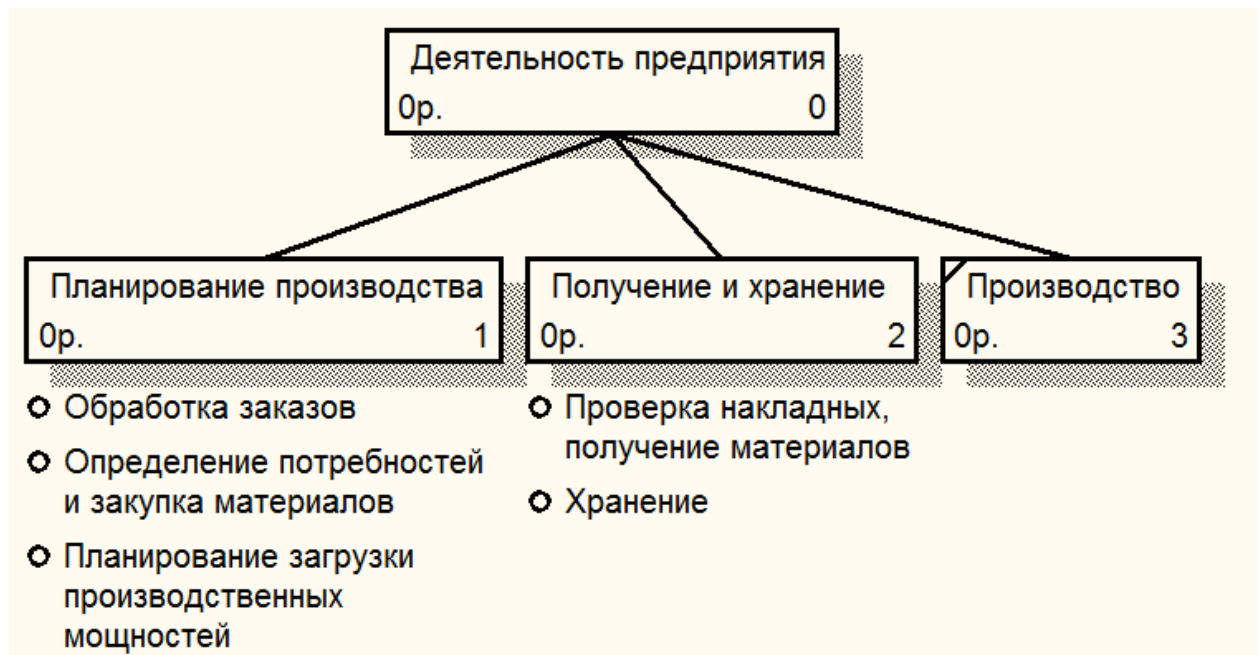 Деятельность предприятия
0р. 0
Планирование производства
0р. 1
Получение и хранение
0р. 2
Производство
0р. 3
Обработка заказов
Определение потребностей
и закупка материалов
Планирование загрузки
производственных
мощностей
Проверка накладных,
получение материалов
Хранение